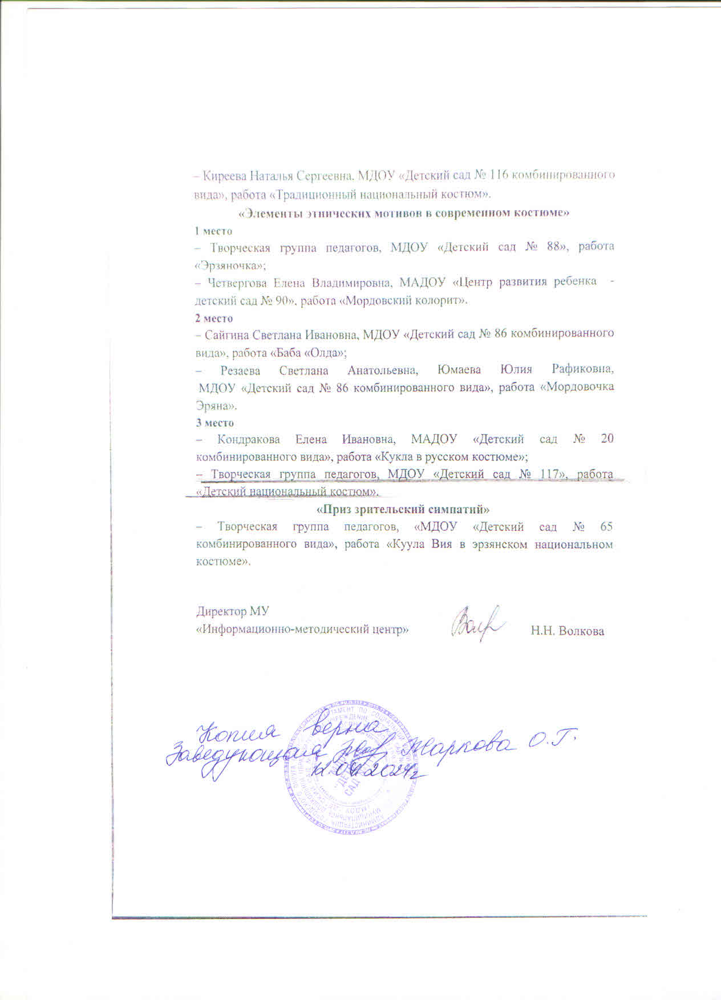 – Киреева Наталья Сергеевна. МДОУ «Детский сад № 116 комбинированного
вида», работа «Традиционный национальный костюм».
«Элементы этнических мотивов в современном костюме»
1 место
– Творческая группа педагогов, МДОУ «Детский сад № 88», работа
«Эрзяночка»;
– Четвергова Елена Владимировна, МАДОУ «Центр развития ребенка -
детский сад № 90», работа «Мордовский колорит».
2 место
– Сайгина Светлана Ивановна, МДОУ «Детский сад № 86 комбинированного
вида», работа «Баба «Олда»;
– Резаева Светлана Анатольевна, Юмаева Юлия Рафиковна,
МДОУ «Детский сад № 86 комбинированного вида», работа «Мордовочка
Эряна».
3 место
– Кондракова Елена Ивановна, МАДОУ «Детский сад № 20
комбинированного вида», работа «Кукла в русском костюме»;
– Творческая группа педагогов, МДОУ «Детский сад № 117», работа
«Детский национальный костюм».
«Приз зрительский симпатий»
– Творческая группа педагогов, «МДОУ «Детский сад № 65
комбинированного вида», работа «Куула Вия в эрзянском национальном
костюме».
Директор МУ
«Информационно-методический центр» Н.Н. Волкова
Копия верна
Заведующая Жаркова О.Г.
2024г